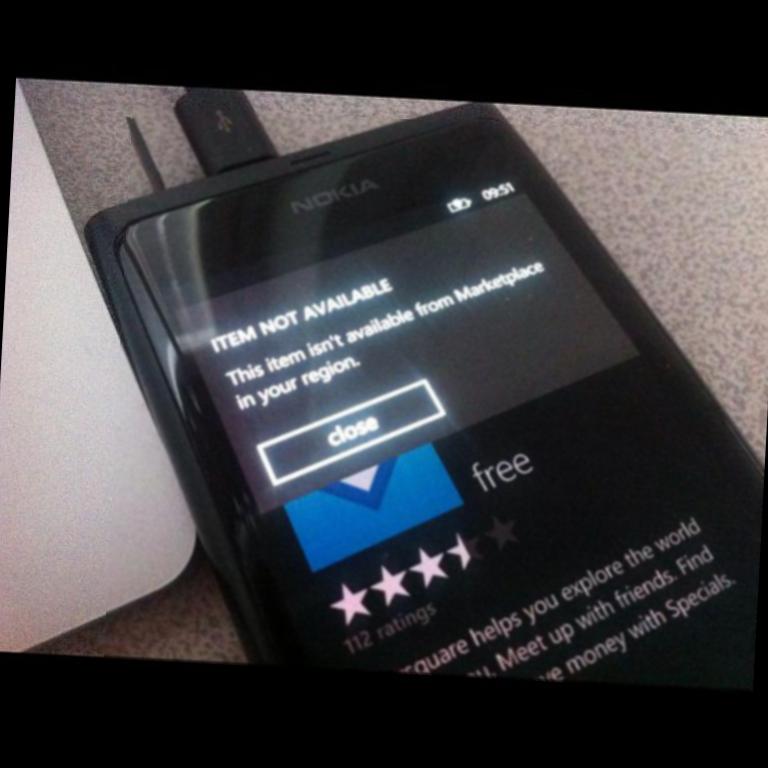 NOKIA
09:51
ITEM NOT AVAILABLE
This item isn't available from Marketplace
in your region.
close
free
112 ratings
square helps you explore the world
Meet up with friends. Find
money with Specials.